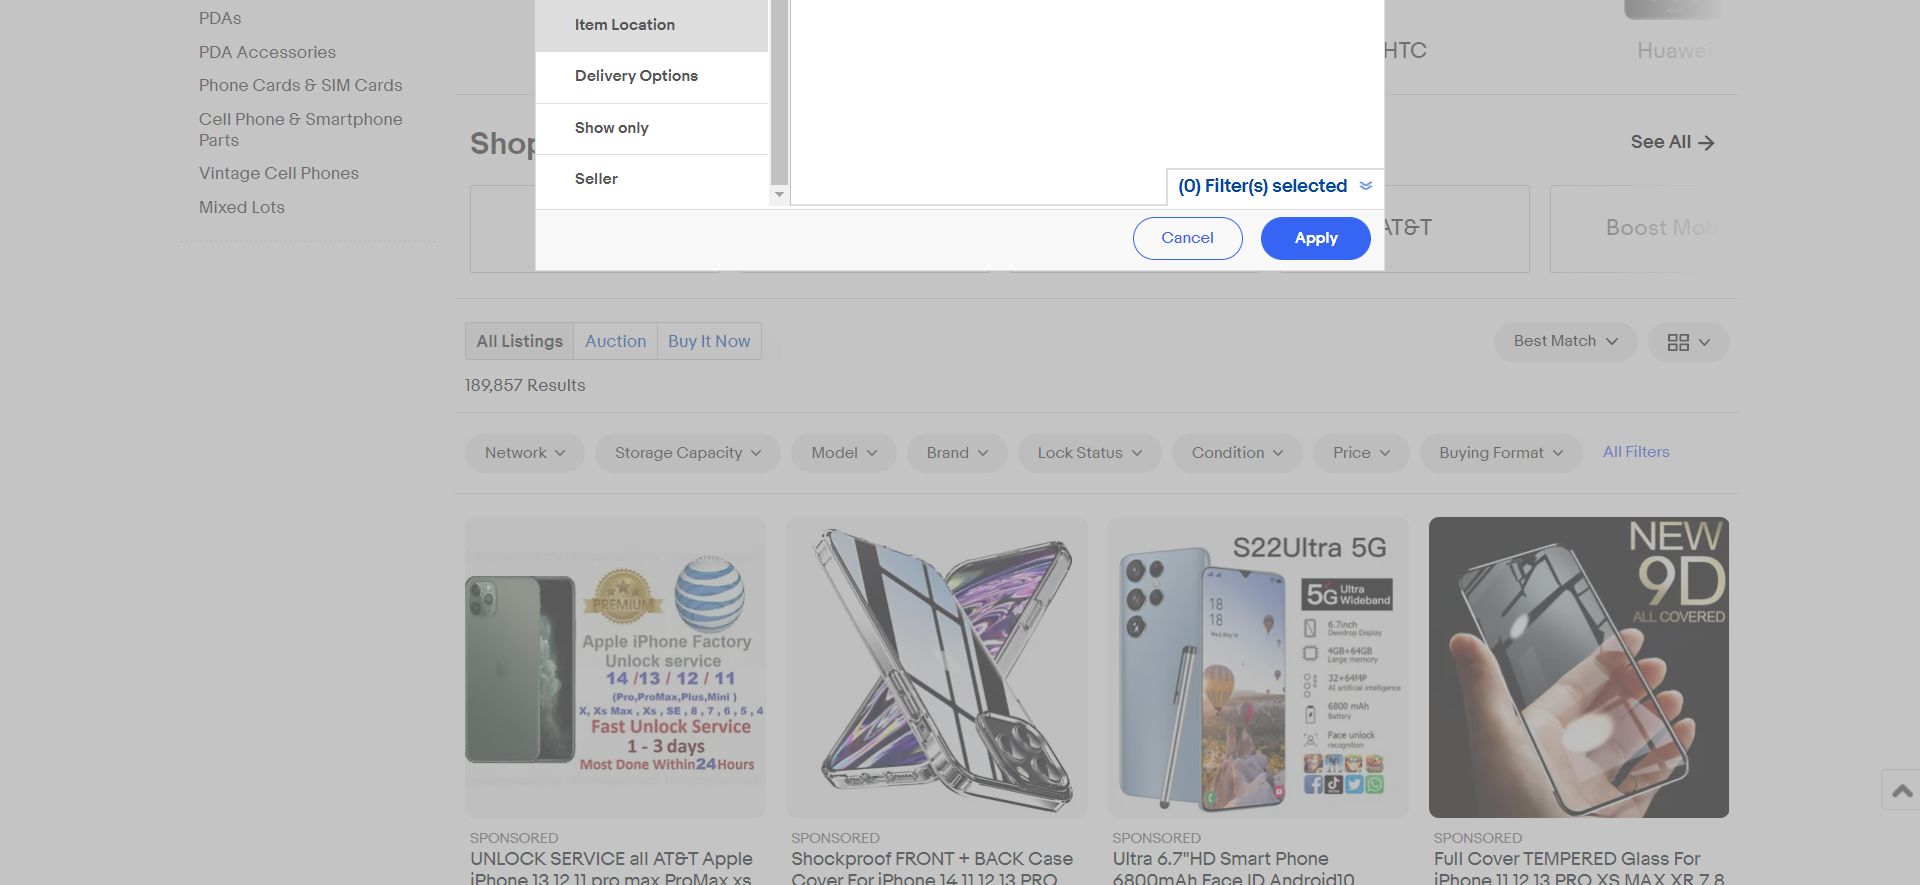 PDAs
PDA Accessories
Phone Cards & SIM Cards
Cell Phone & Smartphone
Parts
Vintage Cell Phones
Mixed Lots
Item Location
Delivery Options
Show only
Seller
(0) Filter(s) selected
Cancel
Apply
HTC
Huawei
Shop
See All
AT&T
Boost Mob
All Listings
Auction
Buy It Now
Best Match
189,857 Results
Network
Storage Capacity
Model
Brand
Lock Status
Condition
Price
Buying Format
All Filters
PREMIUM
Apple iPhone Factory
Unlock service
14 /13 / 12 / 11
(Pro,ProMax,Plus,Mini )
X, Xs Max , Xs , SE , 8 , 7 , 6 , 5 , 4
Fast Unlock Service
1 - 3 days
Most Done Within24Hours
SPONSORED
UNLOCK SERVICE all AT&T Apple
iPhone 13 12 11 pro max ProMax xs
SPONSORED
Shockproof FRONT + BACK Case
Cover For iPhone 14 11 12 13 PRO
S22Ultra 5G
5G Ultra
Wideband
18
18
6.7inch
Dewdrop Display
4GB+64GB
Large memory
32+64MP
AI artificial intelligence
6800 mAh
Battery
Face unlock
recognition
SPONSORED
Ultra 6.7"HD Smart Phone
6800mAh Face ID Android10
NEW
9D
ALL COVERED
SPONSORED
Full Cover TEMPERED Glass For
iPhone 11 12 13 PRO XS MAX XR 7 8